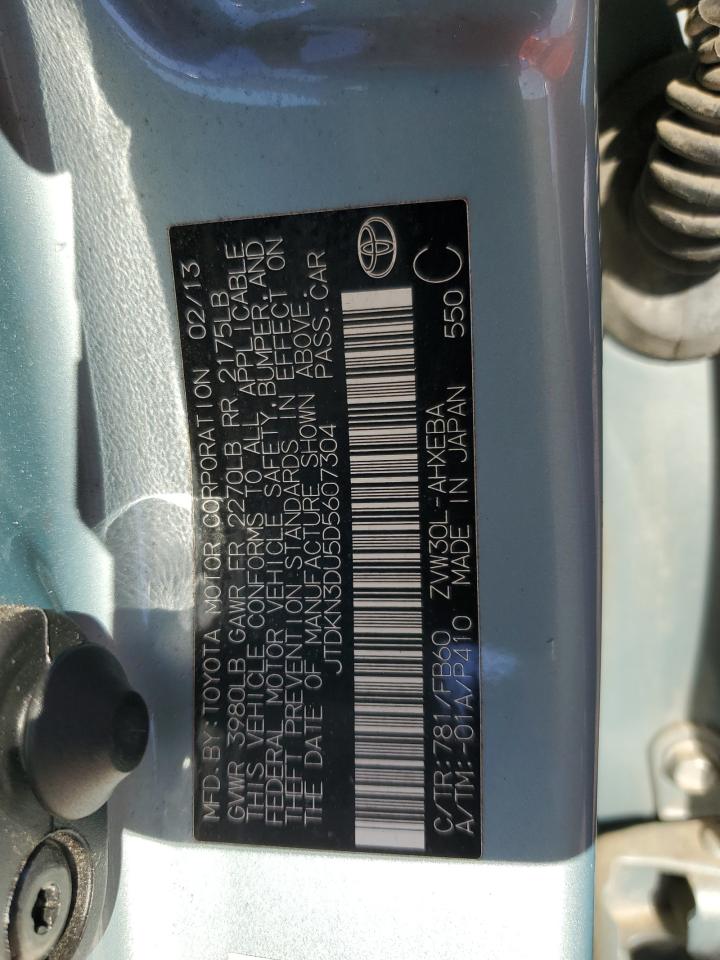 MFD. BY: TOYOTA MOTOR CORPORATION 02/13
GVWR 3980LB GAWR FR 2270LB RR 2175LB
THIS VEHICLE CONFORMS TO ALL APPLICABLE
FEDERAL MOTOR VEHICLE SAFETY, BUMPER, AND
THEFT PREVENTION STANDARDS IN EFFECT ON
THE DATE OF MANUFACTURE SHOWN ABOVE.
JTDKN3DU5D5607304 PASS. CAR
C/TR: 781/FB60 ZVW30L-AHXEBA
A/TM: -01A/P410 MADE IN JAPAN 550 C